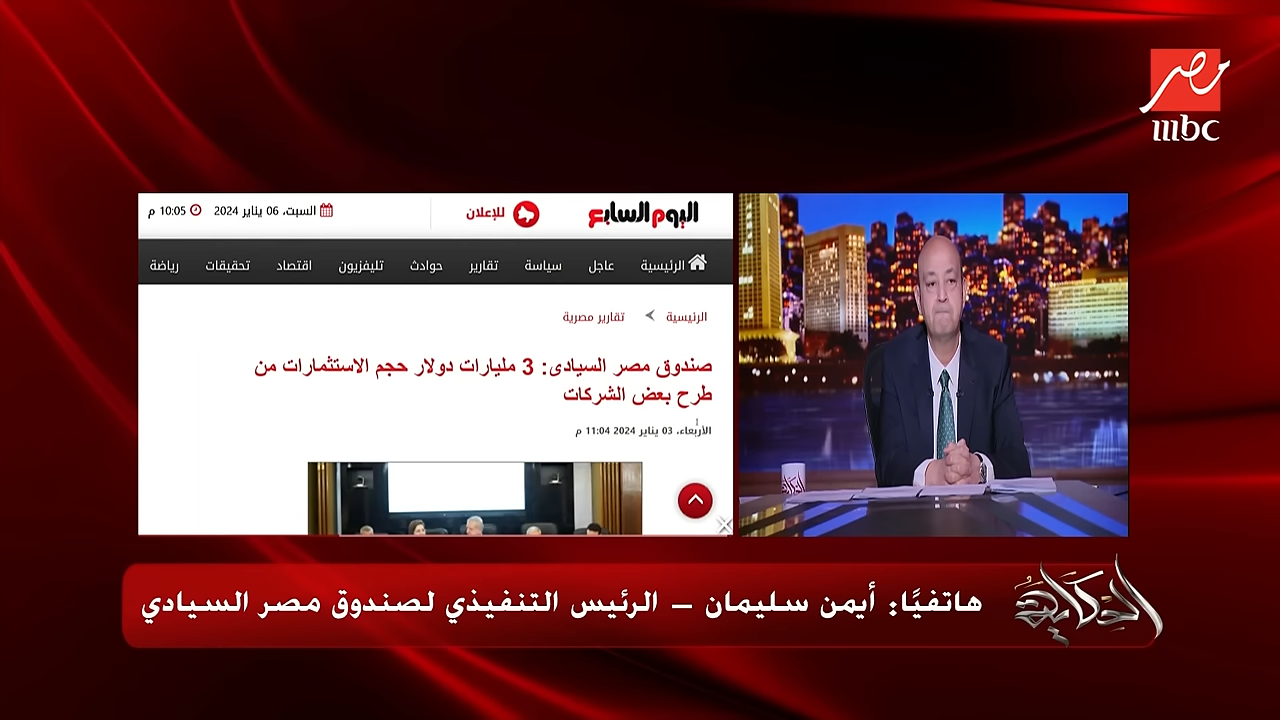 مصر
mbc
اليوم السابع
للإعلان
السبت، 06 يناير 2024
10:05 م
الرئيسية عاجل سياسة تقارير حوادث تليفزيون اقتصاد تحقيقات رياضة
الرئيسية تقارير مصرية
صندوق مصر السيادى: 3 مليارات دولار حجم الاستثمارات من
طرح بعض الشركات
الأربعاء، 03 يناير 2024 11:04 م
الحكاية
الحكاية
هاتفيًا: أيمن سليمان – الرئيس التنفيذي لصندوق مصر السيادي